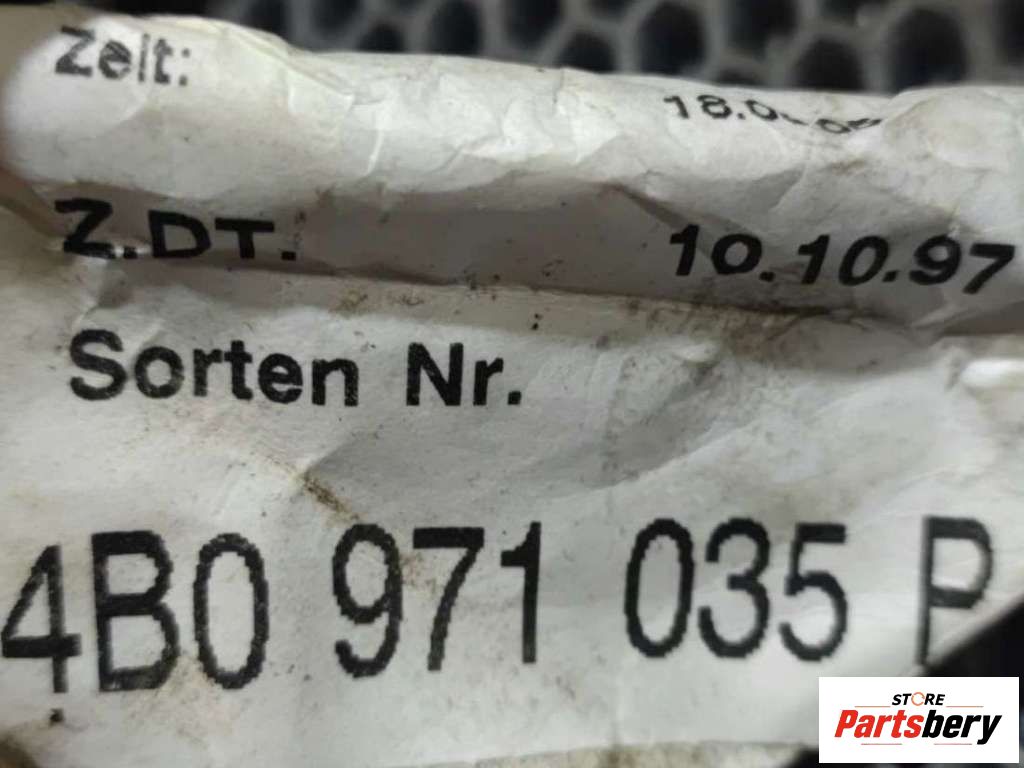 Zeit:
Z.DT. 10.10.97
Sorten Nr.
4B0 971 035 P
STORE
Partsbery